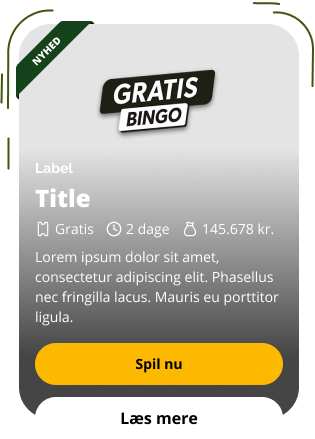 NYHED
GRATIS
BINGO
Label
Title
Gratis 2 dage 145.678 kr.
Lorem ipsum dolor sit amet,
consectetur adipiscing elit. Phasellus
nec fringilla lacus. Mauris eu porttitor
ligula.
Spil nu
Læs mere